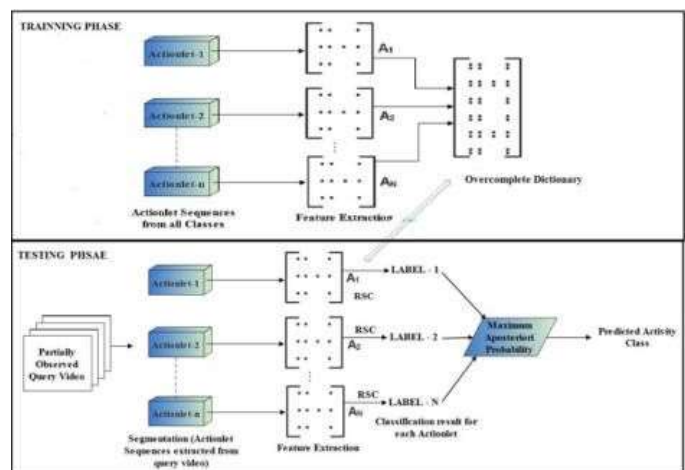 TRAINNING PHASE
Actionlet-1
At1
Actionlet-2
At2
Actionlet-n
AtN
Actionlet Sequences
from all Classes
Feature Extraction
Overcomplete Dictionary
TESTING PHSAE
Actionlet-1
A1
RSC
LABEL - 1
Partially
Observed
Query Video
Actionlet-2
A2
RSC
LABEL - 2
Maximum
Aposteriori
Probability
Predicted Activity
Class
Actionlet-n
AN
RSC
LABEL - N
Segmentation (Actionlet
Sequences extracted from
query video)
Feature Extraction
Classification result for
each Actionlet